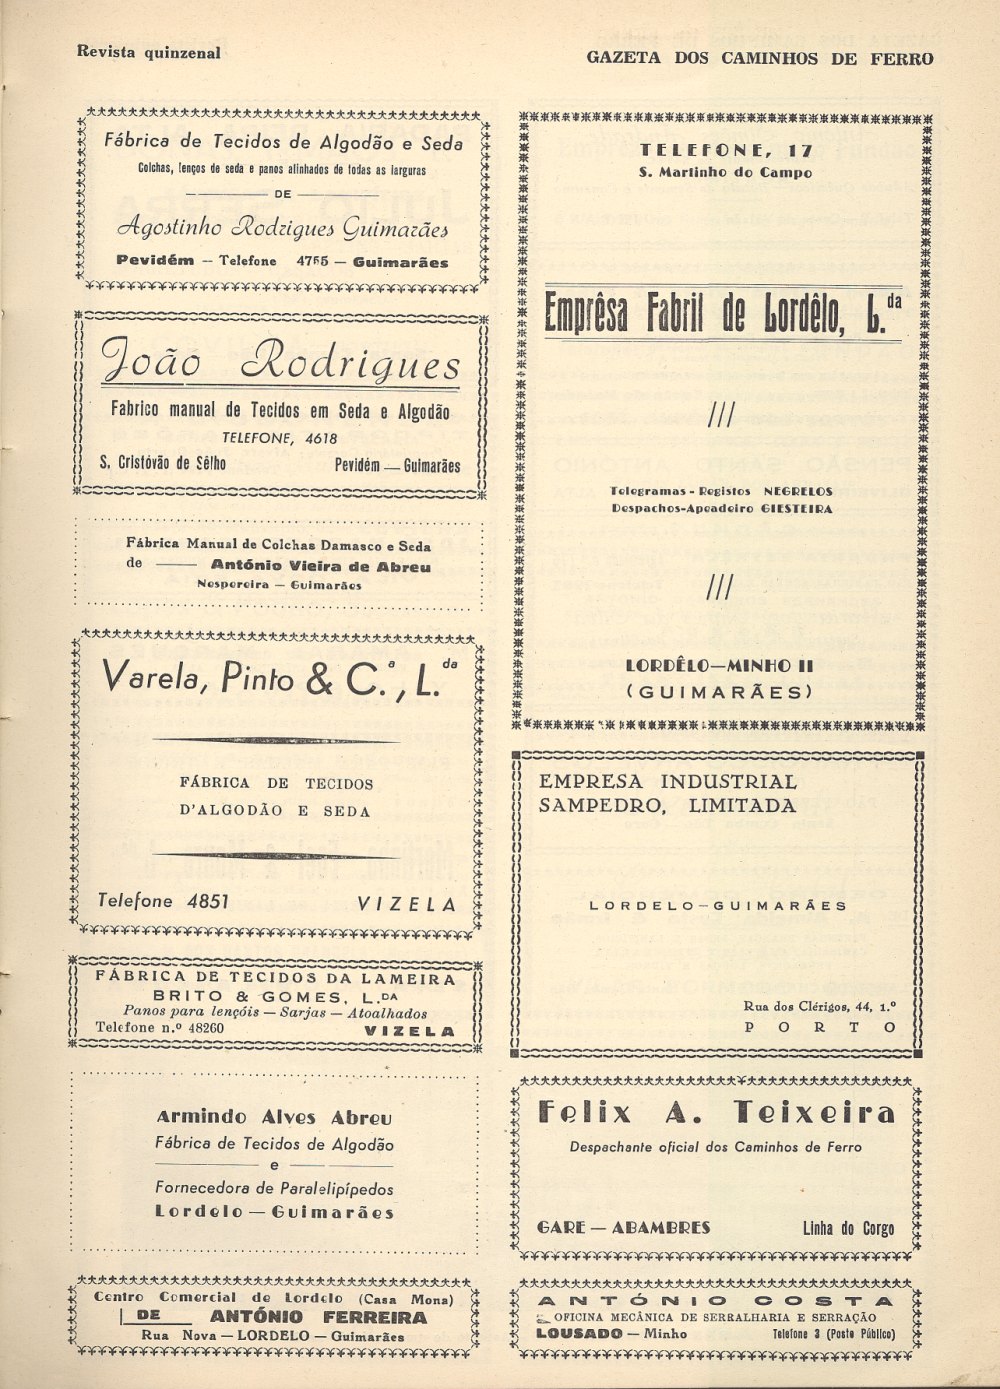 Revista quinzenal
GAZETA DOS CAMINHOS DE FERRO
Fábrica de Tecidos de Algodão e Seda
Colchas, lenços de seda e panos alinhados de todas as larguras
DE
Agostinho Rodrigues Guimarães
Pevidém — Telefone 4755 — Guimarães
João Rodrigues
Fabrico manual de Tecidos em Seda e Algodão
TELEFONE, 4618
S. Cristóvão de Sêlho Pevidém — Guimarães
Fábrica Manual de Colchas Damasco e Seda
de — António Vieira de Abreu
Nespereira — Guimarães
Varela, Pinto & C.ª, L.da
FÁBRICA DE TECIDOS
D'ALGODÃO E SEDA
Telefone 4851 VIZELA
FÁBRICA DE TECIDOS DA LAMEIRA
BRITO & GOMES, L.DA
Panos para lençóis — Sarjas — Atoalhados
Telefone n.º 48260 VIZELA
Armindo Alves Abreu
Fábrica de Tecidos de Algodão
e
Fornecedora de Paralelipípedos
Lordelo — Guimarães
Centro Comercial de Lordelo (Casa Mona)
DE ANTÓNIO FERREIRA
Rua Nova — LORDELO — Guimarães
TELEFONE, 17
S. Martinho do Campo
Emprêsa Fabril de Lordêlo, L.da
///
Telegramas - Registos NEGRELOS
Despachos-Apeadeiro GIESTEIRA
///
LORDÊLO—MINHO II
(GUIMARÃES)
EMPRESA INDUSTRIAL
SAMPEDRO, LIMITADA
LORDELO-GUIMARÃES
Rua dos Clérigos, 44, 1.º
PORTO
Felix A. Teixeira
Despachante oficial dos Caminhos de Ferro
GARE — ABAMBRES Linha do Corgo
ANTÓNIO COSTA
OFICINA MECÂNICA DE SERRALHARIA E SERRAÇÃO
LOUSADO — Minho Telefone 3 (Posto Público)